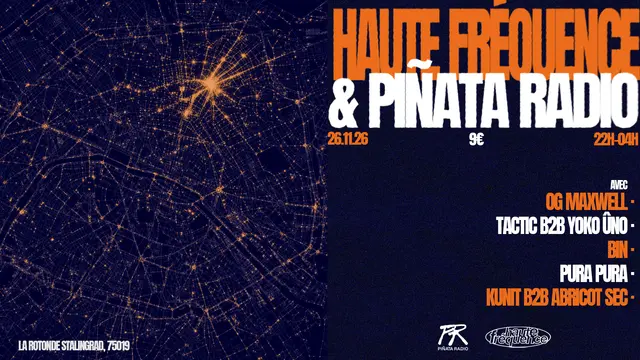 HAUTE FRÉQUENCE
& PIÑATA RADIO
26.11.26 9€ 22H-04H
AVEC
OG MAXWELL ·
TACTIC B2B YOKO ÛNO ·
BIN ·
PURA PURA ·
KUNIT B2B ABRICOT SEC ·
LA ROTONDE STALINGRAD, 75019
PR
PIÑATA RADIO
haute
fréquence